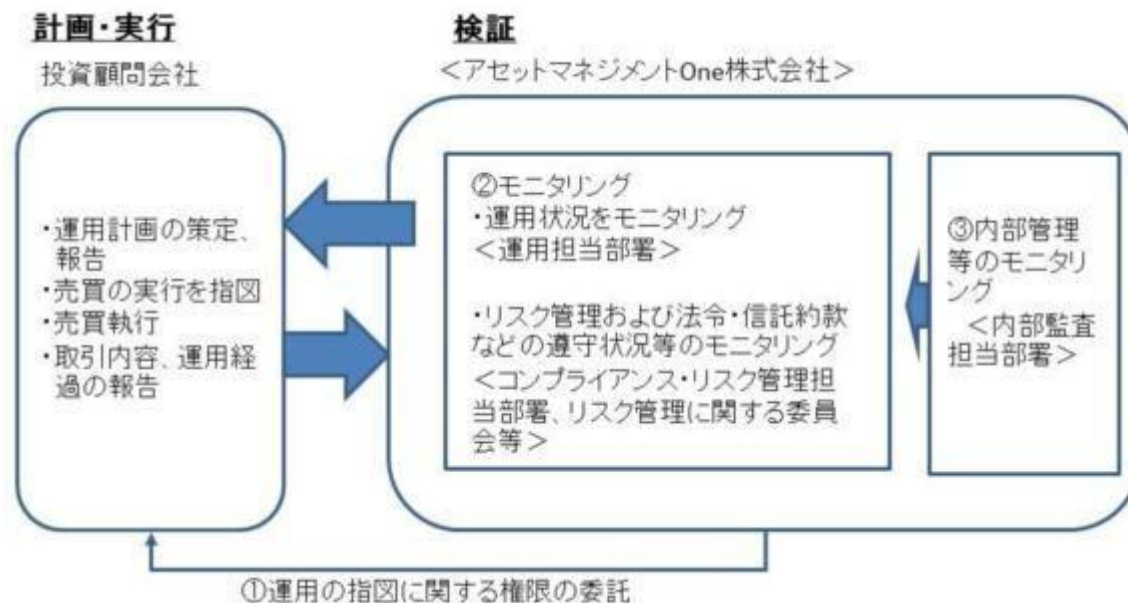 計画・実行
投資顧問会社
・運用計画の策定、
報告
・売買の実行を指図
・売買執行
・取引内容、運用経
過の報告
検証
＜アセットマネジメントOne株式会社＞
②モニタリング
・運用状況をモニタリング
＜運用担当部署＞
・リスク管理および法令・信託約款
などの遵守状況等のモニタリング
＜コンプライアンス・リスク管理担
当部署、リスク管理に関する委員
会等＞
③内部管理
等のモニタリ
ング
＜内部監査
担当部署＞
①運用の指図に関する権限の委託